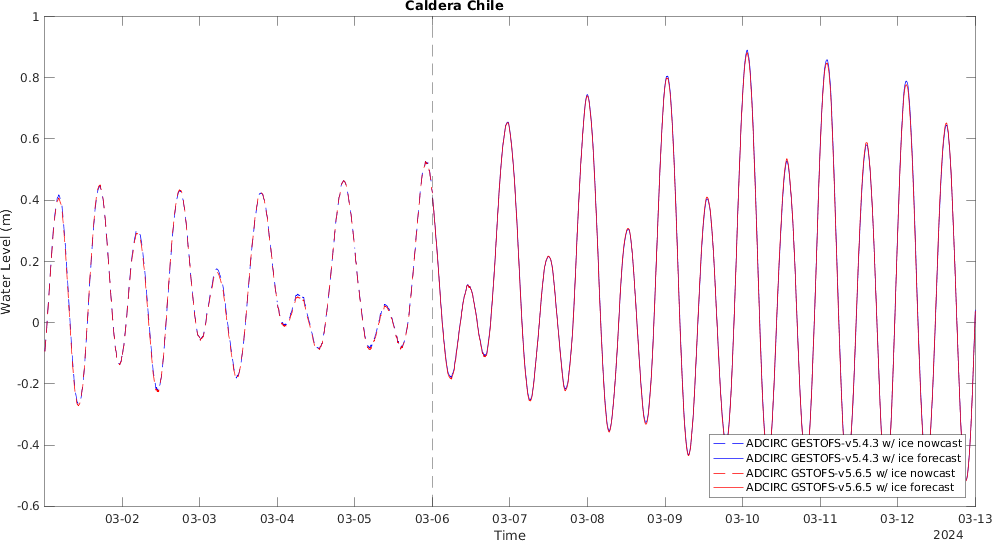 Caldera Chile
1
0.8
0.6
0.4
0.2
0
-0.2
-0.4
-0.6
Water Level (m)
ADCIRC GESTOFS-v5.4.3 w/ ice nowcast
ADCIRC GESTOFS-v5.4.3 w/ ice forecast
ADCIRC GSTOFS-v5.6.5 w/ ice nowcast
ADCIRC GSTOFS-v5.6.5 w/ ice forecast
03-02 03-03 03-04 03-05 03-06 03-07 03-08 03-09 03-10 03-11 03-12 03-13
Time
2024